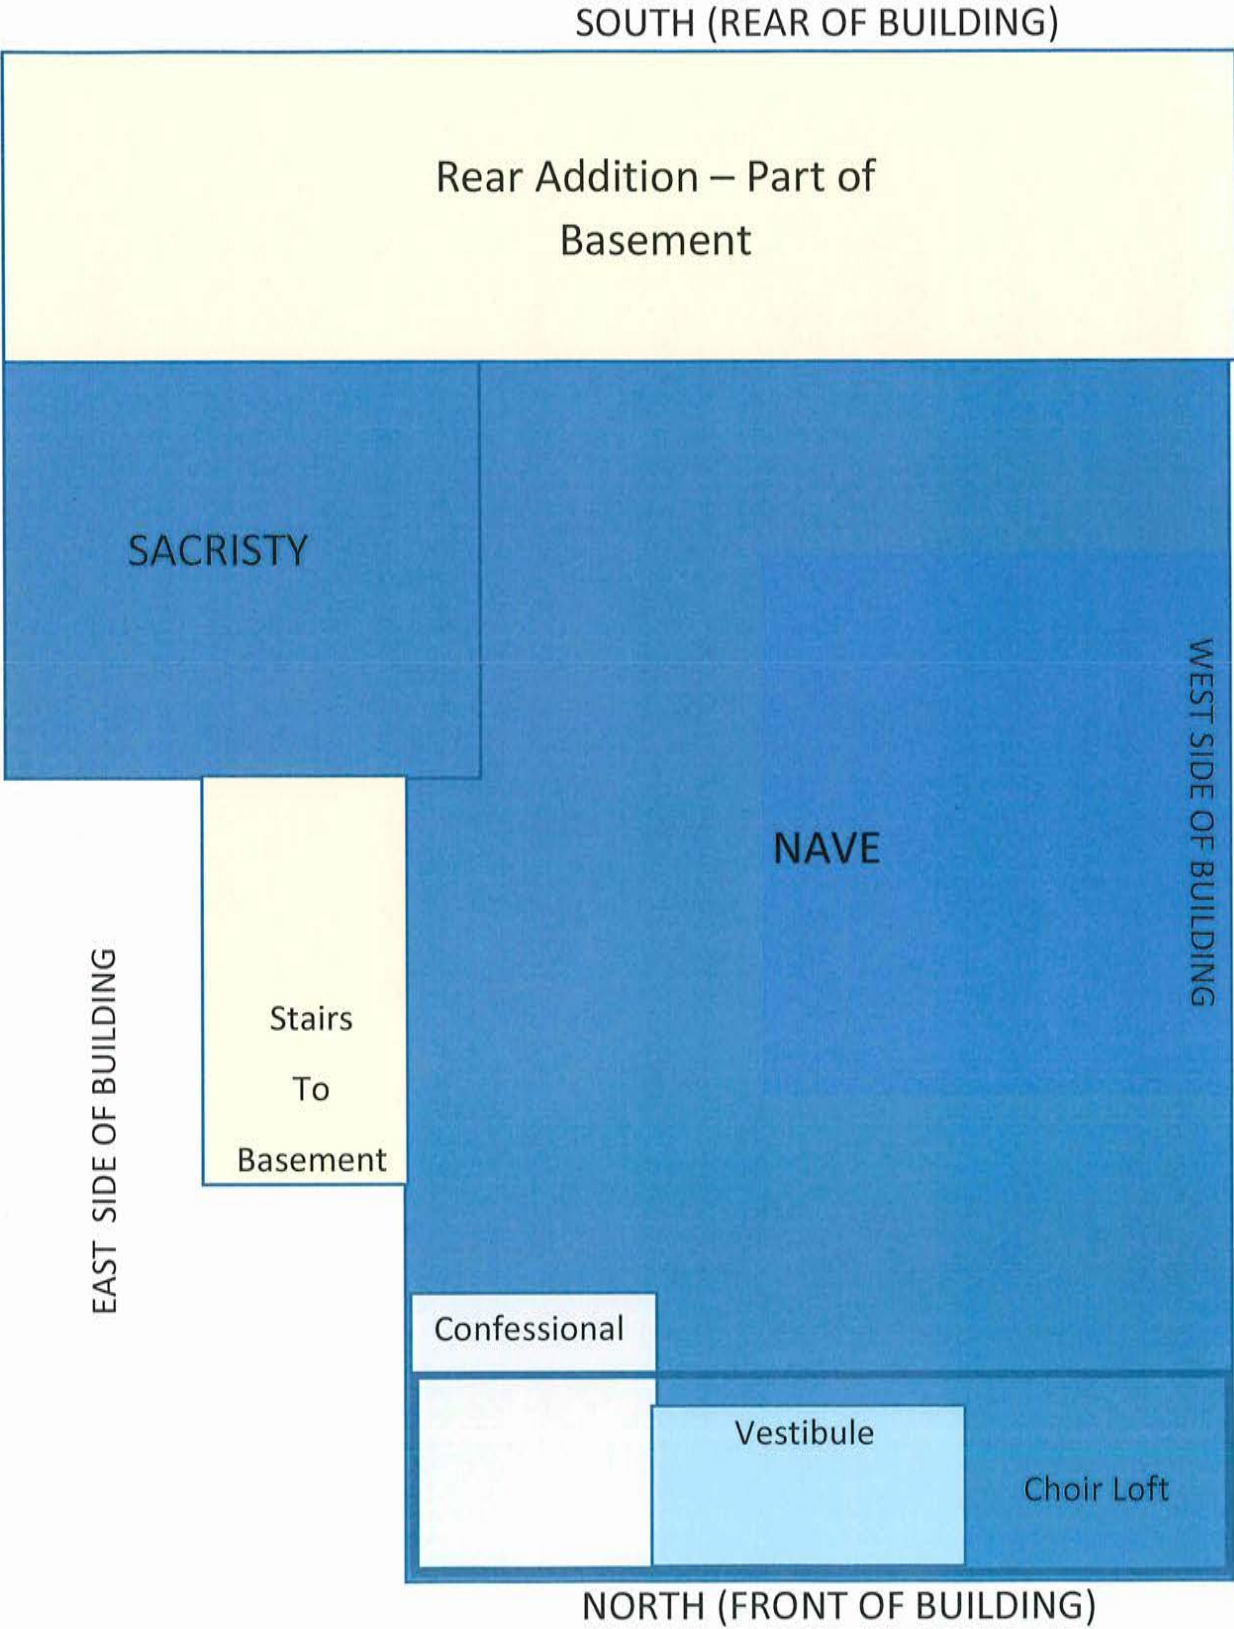 SOUTH (REAR OF BUILDING)
Rear Addition – Part of
Basement
SACRISTY
WEST SIDE OF BUILDING
NAVE
EAST SIDE OF BUILDING
Stairs
To
Basement
Confessional
Vestibule
Choir Loft
NORTH (FRONT OF BUILDING)